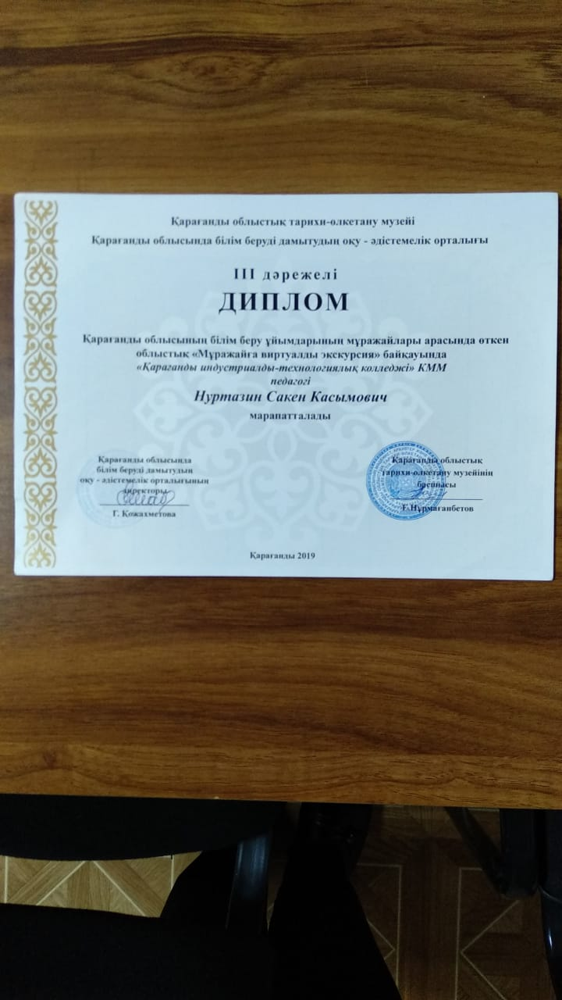 Қарағанды облыстық тарихи-өлкетану музейі
Қарағанды облысында білім беруді дамытудың оқу - әдістемелік орталығы
III дәрежелі
ДИПЛОМ
Қарағанды облысының білім беру ұйымдарының мұражайлары арасында өткен
облыстық «Мұражайға виртуалды экскурсия» байқауында
«Қарағанды индустриалды-технологиялық колледжі» КММ
педагогі
Нуртазин Сакен Касымович
марапатталады
Қарағанды облысында
білім беруді дамытудың
оқу - әдістемелік орталығының
директоры
Г. Қожахметова
Қарағанды облыстық
тарихи-өлкетану музейінің
басшысы
Г.Нұрмағанбетов
Қарағанды 2019